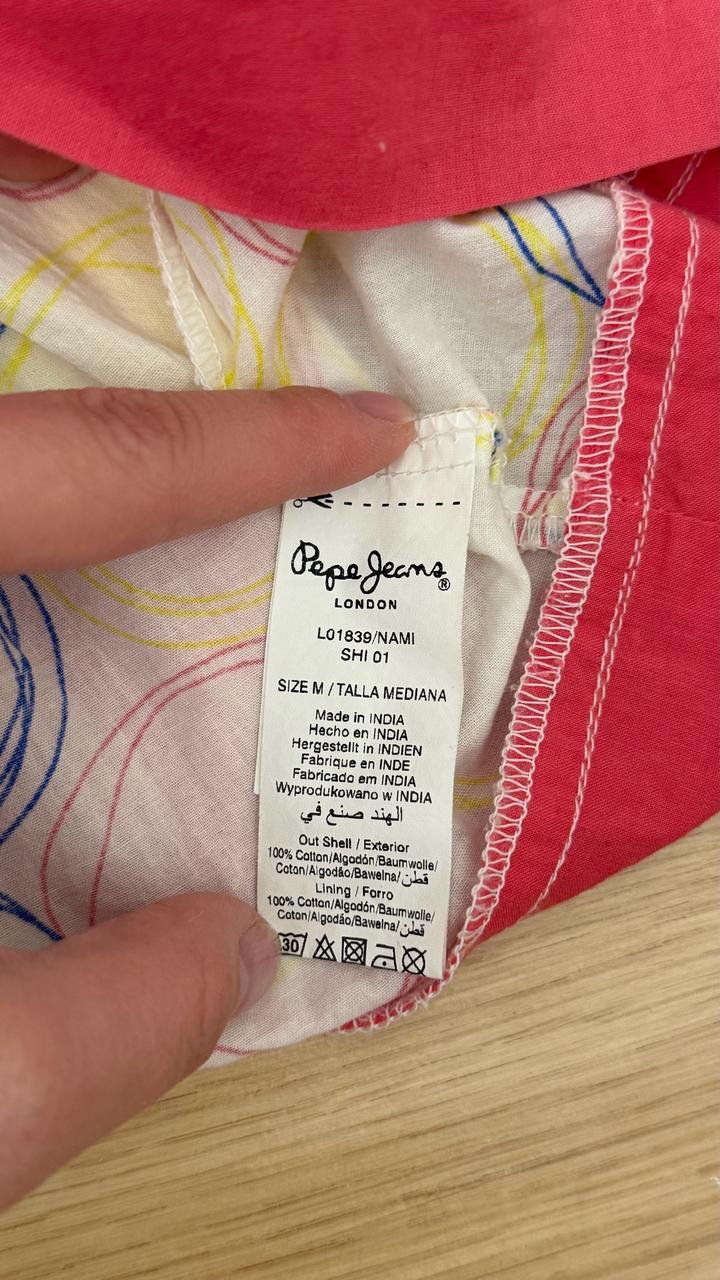 Pepe Jeans®
LONDON
L01839/NAMI
SHI 01
SIZE M / TALLA MEDIANA
Made in INDIA
Hecho en INDIA
Hergestellt in INDIEN
Fabrique en INDE
Fabricado em INDIA
Wyprodukowano w INDIA
الهند صنع في
Out Shell / Exterior
100% Cotton/Algodón/Baumwolle/
Coton/Algodão/Bawełna/قطن
Lining / Forro
100% Cotton/Algodón/Baumwolle/
Coton/Algodão/Bawełna/قطن
30